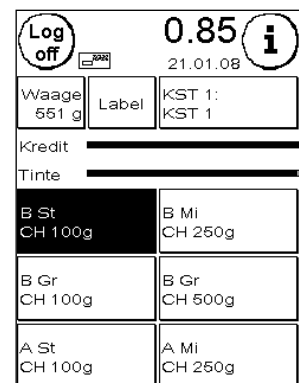 Log
off
0.85
i
21.01.08
Waage
551 g
Label
KST 1:
KST 1
Kredit
Tinte
B St
CH 100g
B Mi
CH 250g
B Gr
CH 100g
B Gr
CH 500g
A St
CH 100g
A Mi
CH 250g